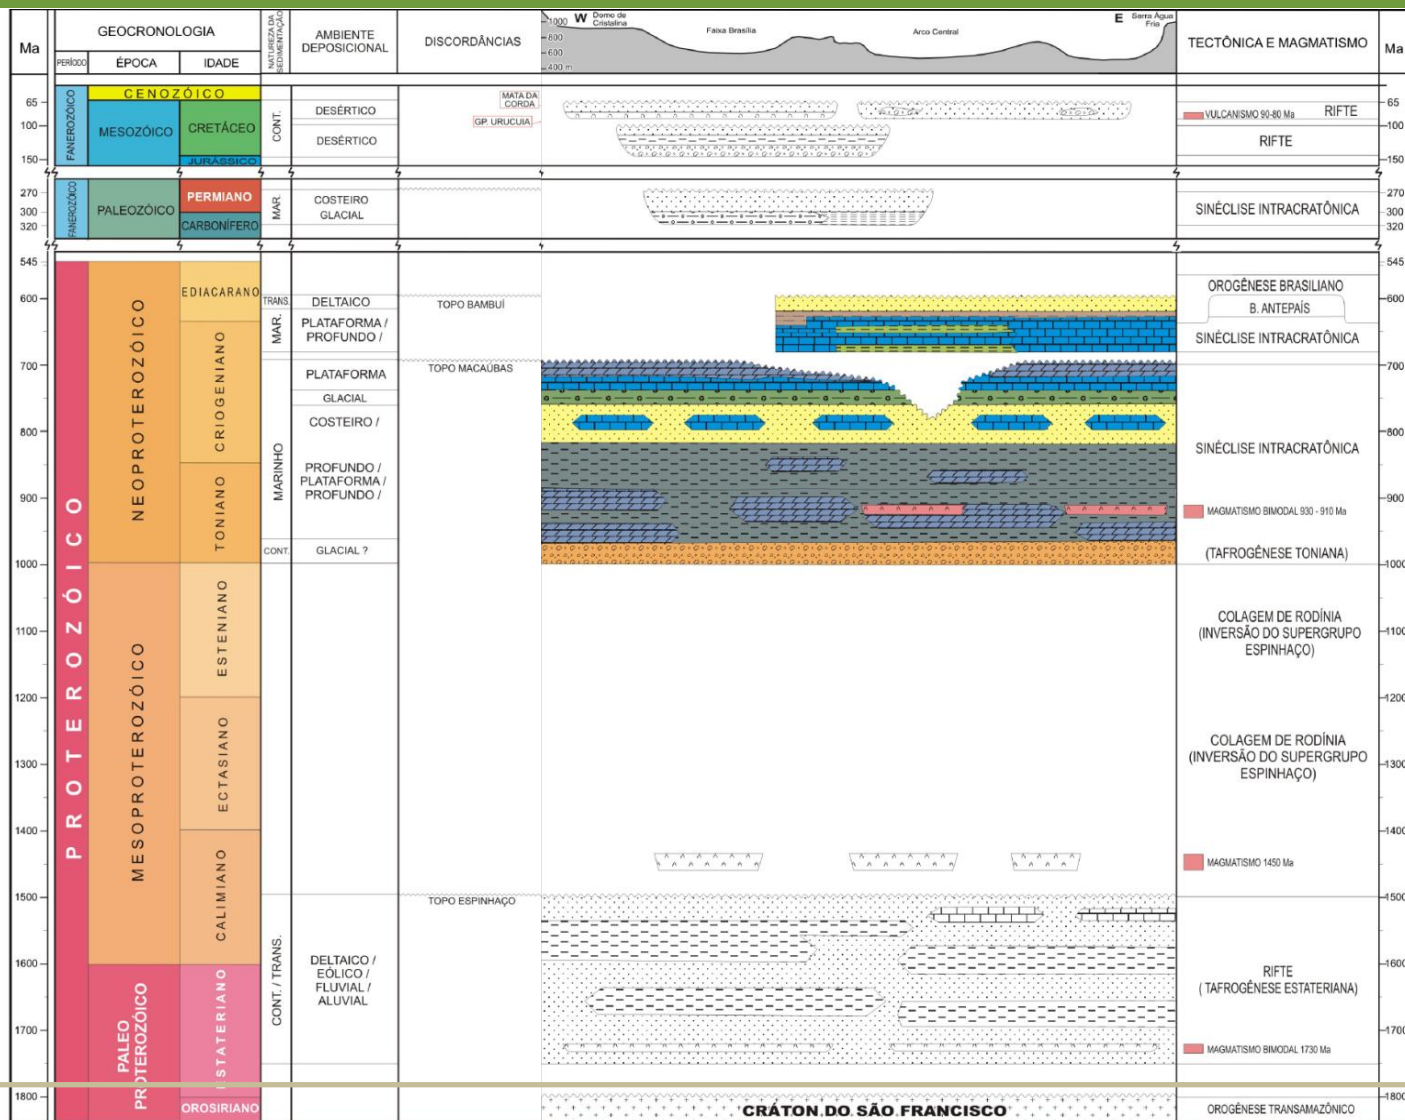 Ma
GEOCRONOLOGIA
PERÍODO
ÉPOCA
IDADE
NATUREZA DA
SEDIMENTAÇÃO
AMBIENTE
DEPOSICIONAL
DISCORDÂNCIAS
1000
800
600
400 m
W
Domo de
Cristalina
Faixa Brasília
Arco Central
E
Serra Água
Fria
TECTÔNICA E MAGMATISMO
Ma
65
100
150
FANEROZÓICO
CENOZÓICO
MESOZÓICO
CRETÁCEO
JURÁSSICO
CONT.
DESÉRTICO
DESÉRTICO
MATA DA
CORDA
GP. URUCUIA
VULCANISMO 90-80 Ma
RIFTE
RIFTE
65
100
150
270
300
320
FANEROZÓICO
PALEOZÓICO
PERMIANO
CARBONÍFERO
MAR.
COSTEIRO
GLACIAL
SINÉCLISE INTRACRATÔNICA
270
300
320
545
600
700
800
900
1000
1100
1200
1300
1400
1500
1600
1700
1800
PROTEROZÓICO
NEOPROTEROZÓICO
MESOPROTEROZÓICO
PALEO
PROTEROZÓICO
EDIACARANO
CRIOGENIANO
TONIANO
ESTENIANO
ECTASIANO
CALIMIANO
ESTATERIANO
OROSIRIANO
TRANS.
MAR.
MARINHO
CONT.
CONT. / TRANS.
DELTAICO
PLATAFORMA /
PROFUNDO /
PLATAFORMA
GLACIAL
COSTEIRO /
PROFUNDO /
PLATAFORMA /
PROFUNDO /
GLACIAL ?
DELTAICO /
EÓLICO /
FLUVIAL /
ALUVIAL
TOPO BAMBUÍ
TOPO MACAÚBAS
TOPO ESPINHAÇO
CRÁTON DO SÃO FRANCISCO
OROGÊNESE BRASILIANO
B. ANTEPAÍS
SINÉCLISE INTRACRATÔNICA
SINÉCLISE INTRACRATÔNICA
MAGMATISMO BIMODAL 930 - 910 Ma
(TAFROGÊNESE TONIANA)
COLAGEM DE RODÍNIA
(INVERSÃO DO SUPERGRUPO
ESPINHAÇO)
COLAGEM DE RODÍNIA
(INVERSÃO DO SUPERGRUPO
ESPINHAÇO)
MAGMATISMO 1450 Ma
RIFTE
( TAFROGÊNESE ESTATERIANA)
MAGMATISMO BIMODAL 1730 Ma
OROGÊNESE TRANSAMAZÔNICO
545
600
700
800
900
1000
1100
1200
1300
1400
1500
1600
1700
1800